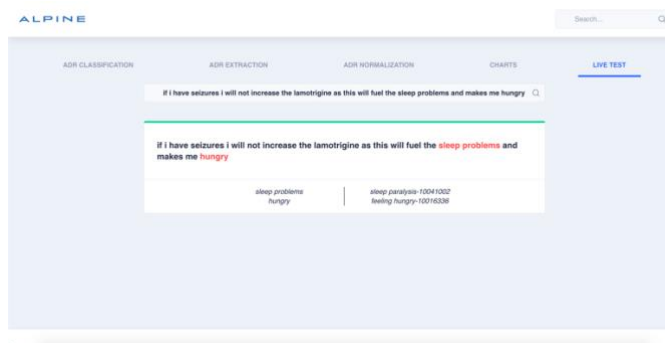 ALPINE
Search...
ADR CLASSIFICATION
ADR EXTRACTION
ADR NORMALIZATION
CHARTS
LIVE TEST
if i have seizures i will not increase the lamotrigine as this will fuel the sleep problems and makes me hungry
if i have seizures i will not increase the lamotrigine as this will fuel the sleep problems and
makes me hungry
sleep problems
hungry
sleep paralysis-10041002
feeling hungry-10016336